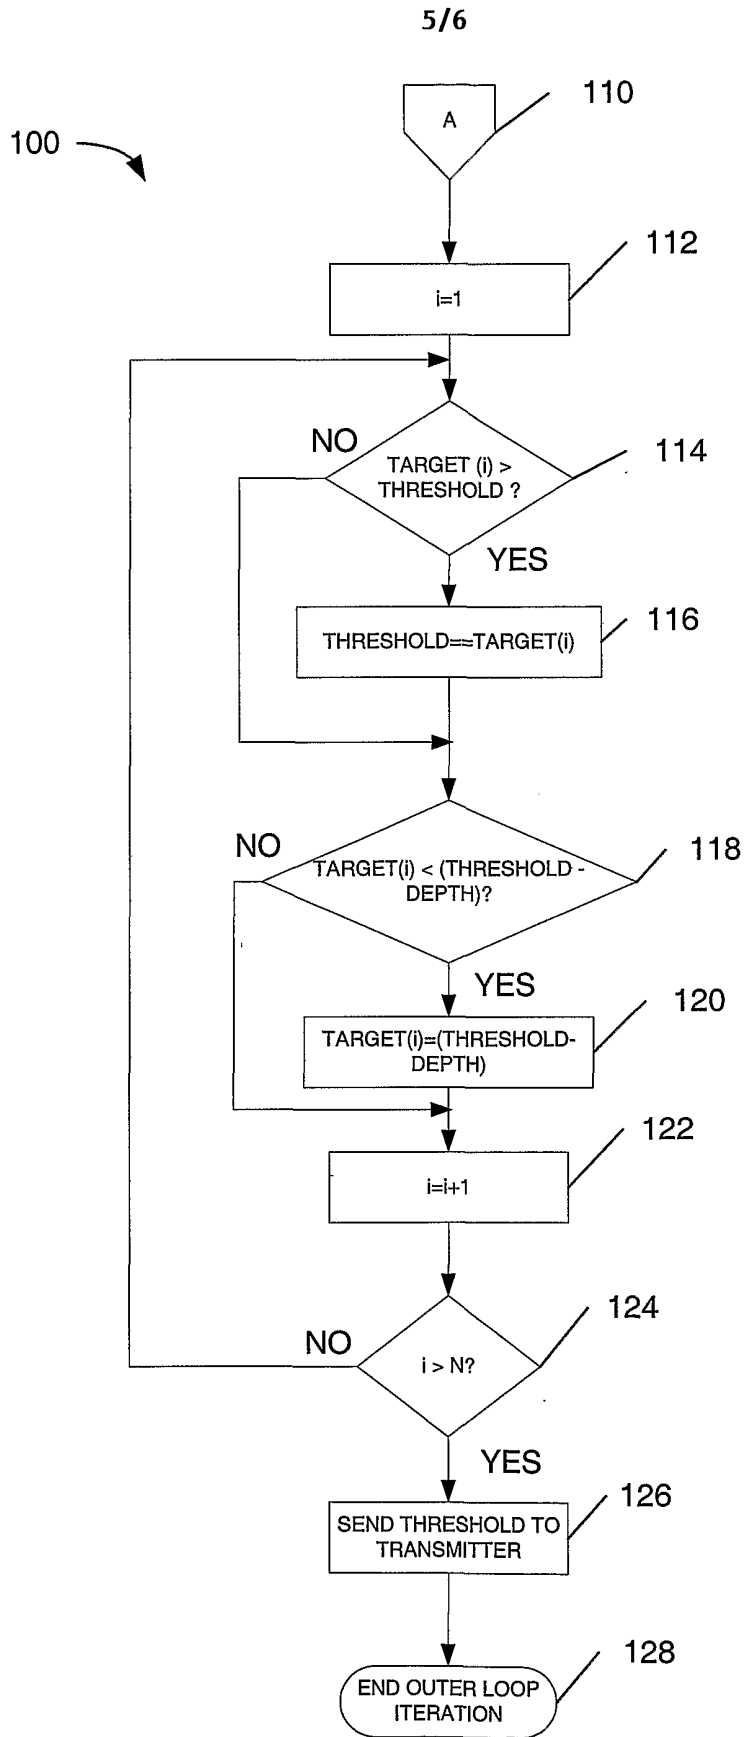 5/6
A
110
100
112
i=1
NO
TARGET (i) >
THRESHOLD ?
114
YES
THRESHOLD==TARGET(i)
116
NO
TARGET(i) < (THRESHOLD -
DEPTH)?
118
YES
TARGET(i)=(THRESHOLD-
DEPTH)
120
122
i=i+1
124
NO
i > N?
YES
126
SEND THRESHOLD TO
TRANSMITTER
128
END OUTER LOOP
ITERATION